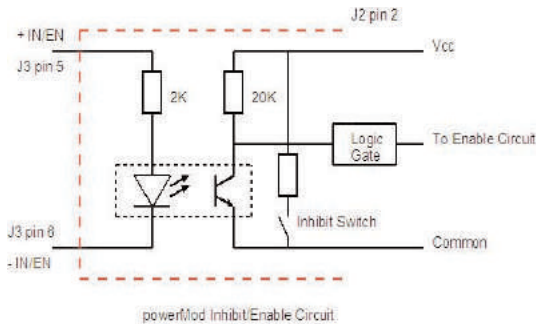 J2 pin 2
+ IN/EN
Vcc
J3 pin 5
2K
20K
Logic
Gate
To Enable Circuit
Inhibit Switch
J3 pin 6
Common
- IN/EN
powerMod Inhibit/Enable Circuit